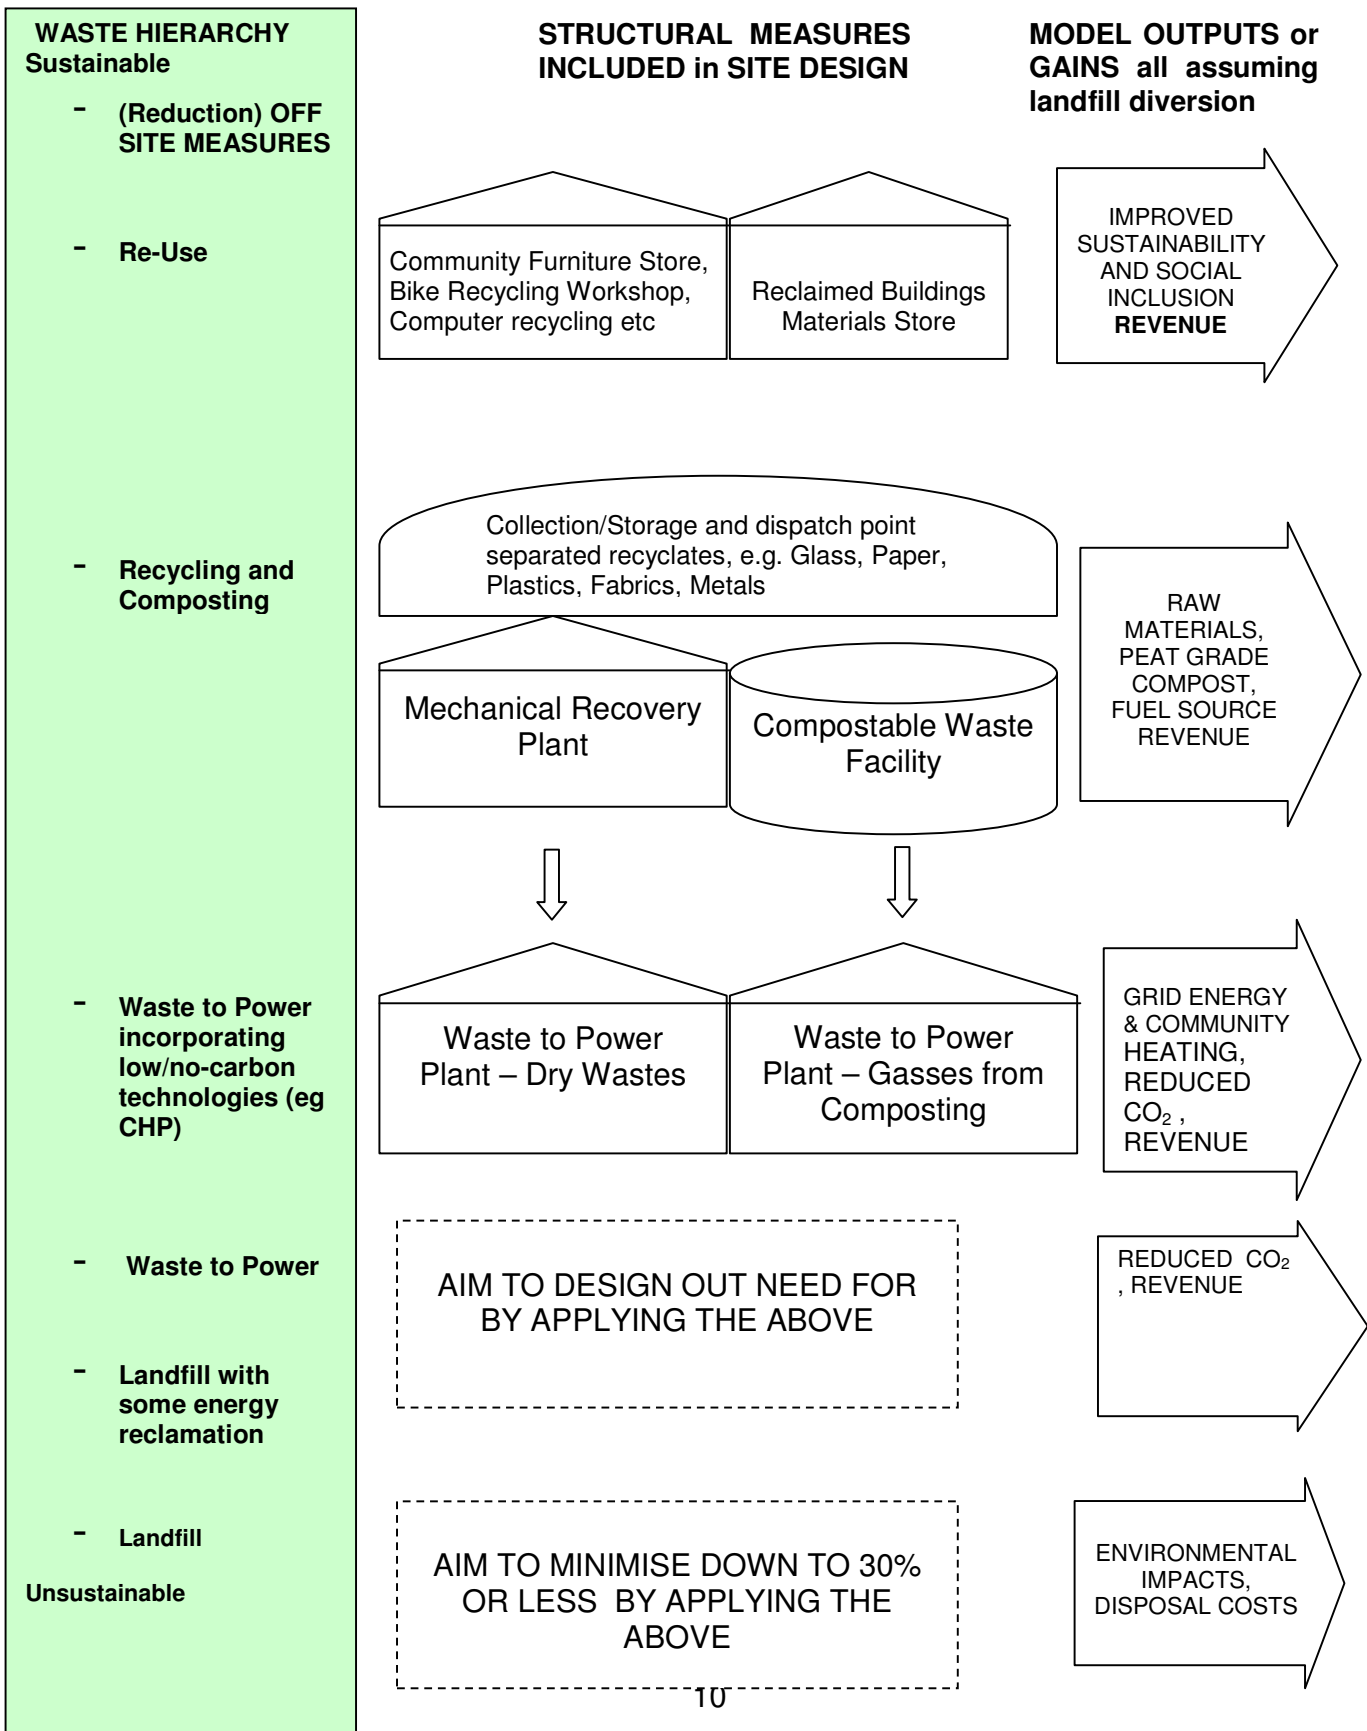 WASTE HIERARCHY
Sustainable
- (Reduction) OFF
SITE MEASURES
- Re-Use
- Recycling and
Composting
- Waste to Power
incorporating
low/no-carbon
technologies (eg
CHP)
- Waste to Power
- Landfill with
some energy
reclamation
- Landfill
Unsustainable
STRUCTURAL MEASURES
INCLUDED in SITE DESIGN
Community Furniture Store,
Bike Recycling Workshop,
Computer recycling etc
Reclaimed Buildings
Materials Store
Collection/Storage and dispatch point
separated recyclates, e.g. Glass, Paper,
Plastics, Fabrics, Metals
Mechanical Recovery
Plant
Compostable Waste
Facility
Waste to Power
Plant – Dry Wastes
Waste to Power
Plant – Gasses from
Composting
AIM TO DESIGN OUT NEED FOR
BY APPLYING THE ABOVE
AIM TO MINIMISE DOWN TO 30%
OR LESS BY APPLYING THE
ABOVE
MODEL OUTPUTS or
GAINS all assuming
landfill diversion
IMPROVED
SUSTAINABILITY
AND SOCIAL
INCLUSION
REVENUE
RAW
MATERIALS,
PEAT GRADE
COMPOST,
FUEL SOURCE
REVENUE
GRID ENERGY
& COMMUNITY
HEATING,
REDUCED
CO₂ ,
REVENUE
REDUCED CO₂
, REVENUE
ENVIRONMENTAL
IMPACTS,
DISPOSAL COSTS
10